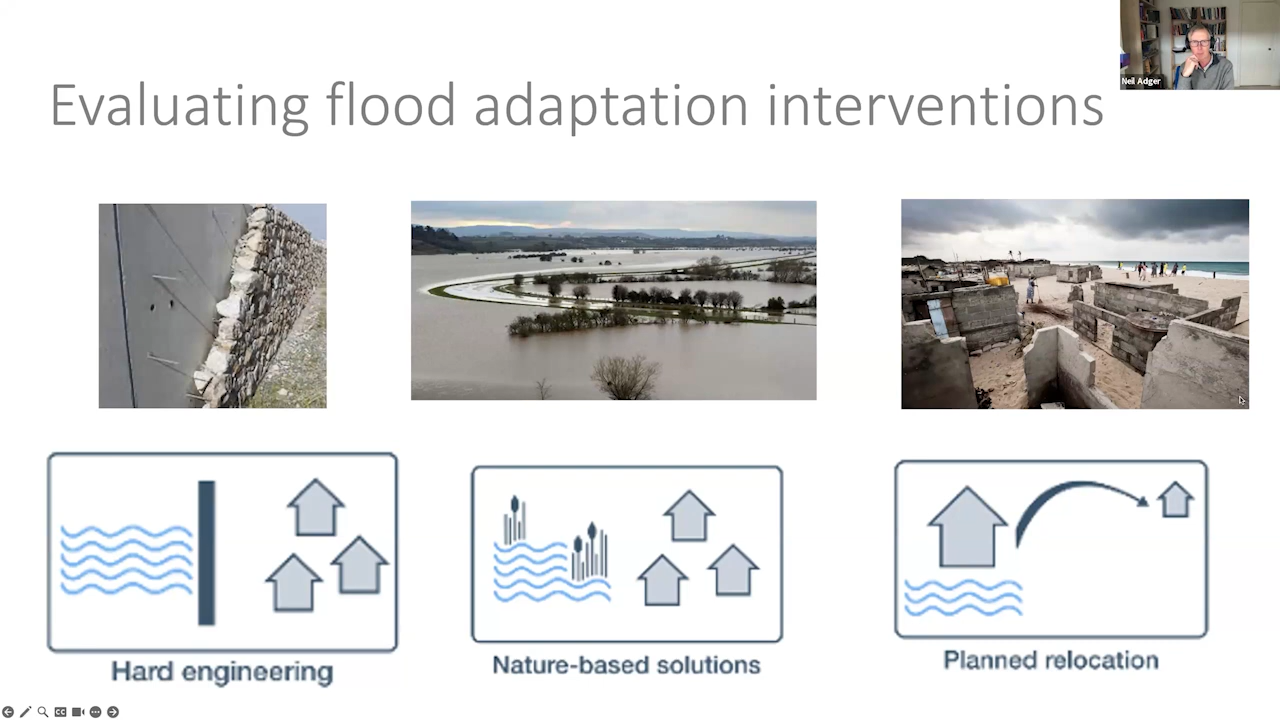 Neil Adger
Evaluating flood adaptation interventions
Hard engineering
Nature-based solutions
Planned relocation